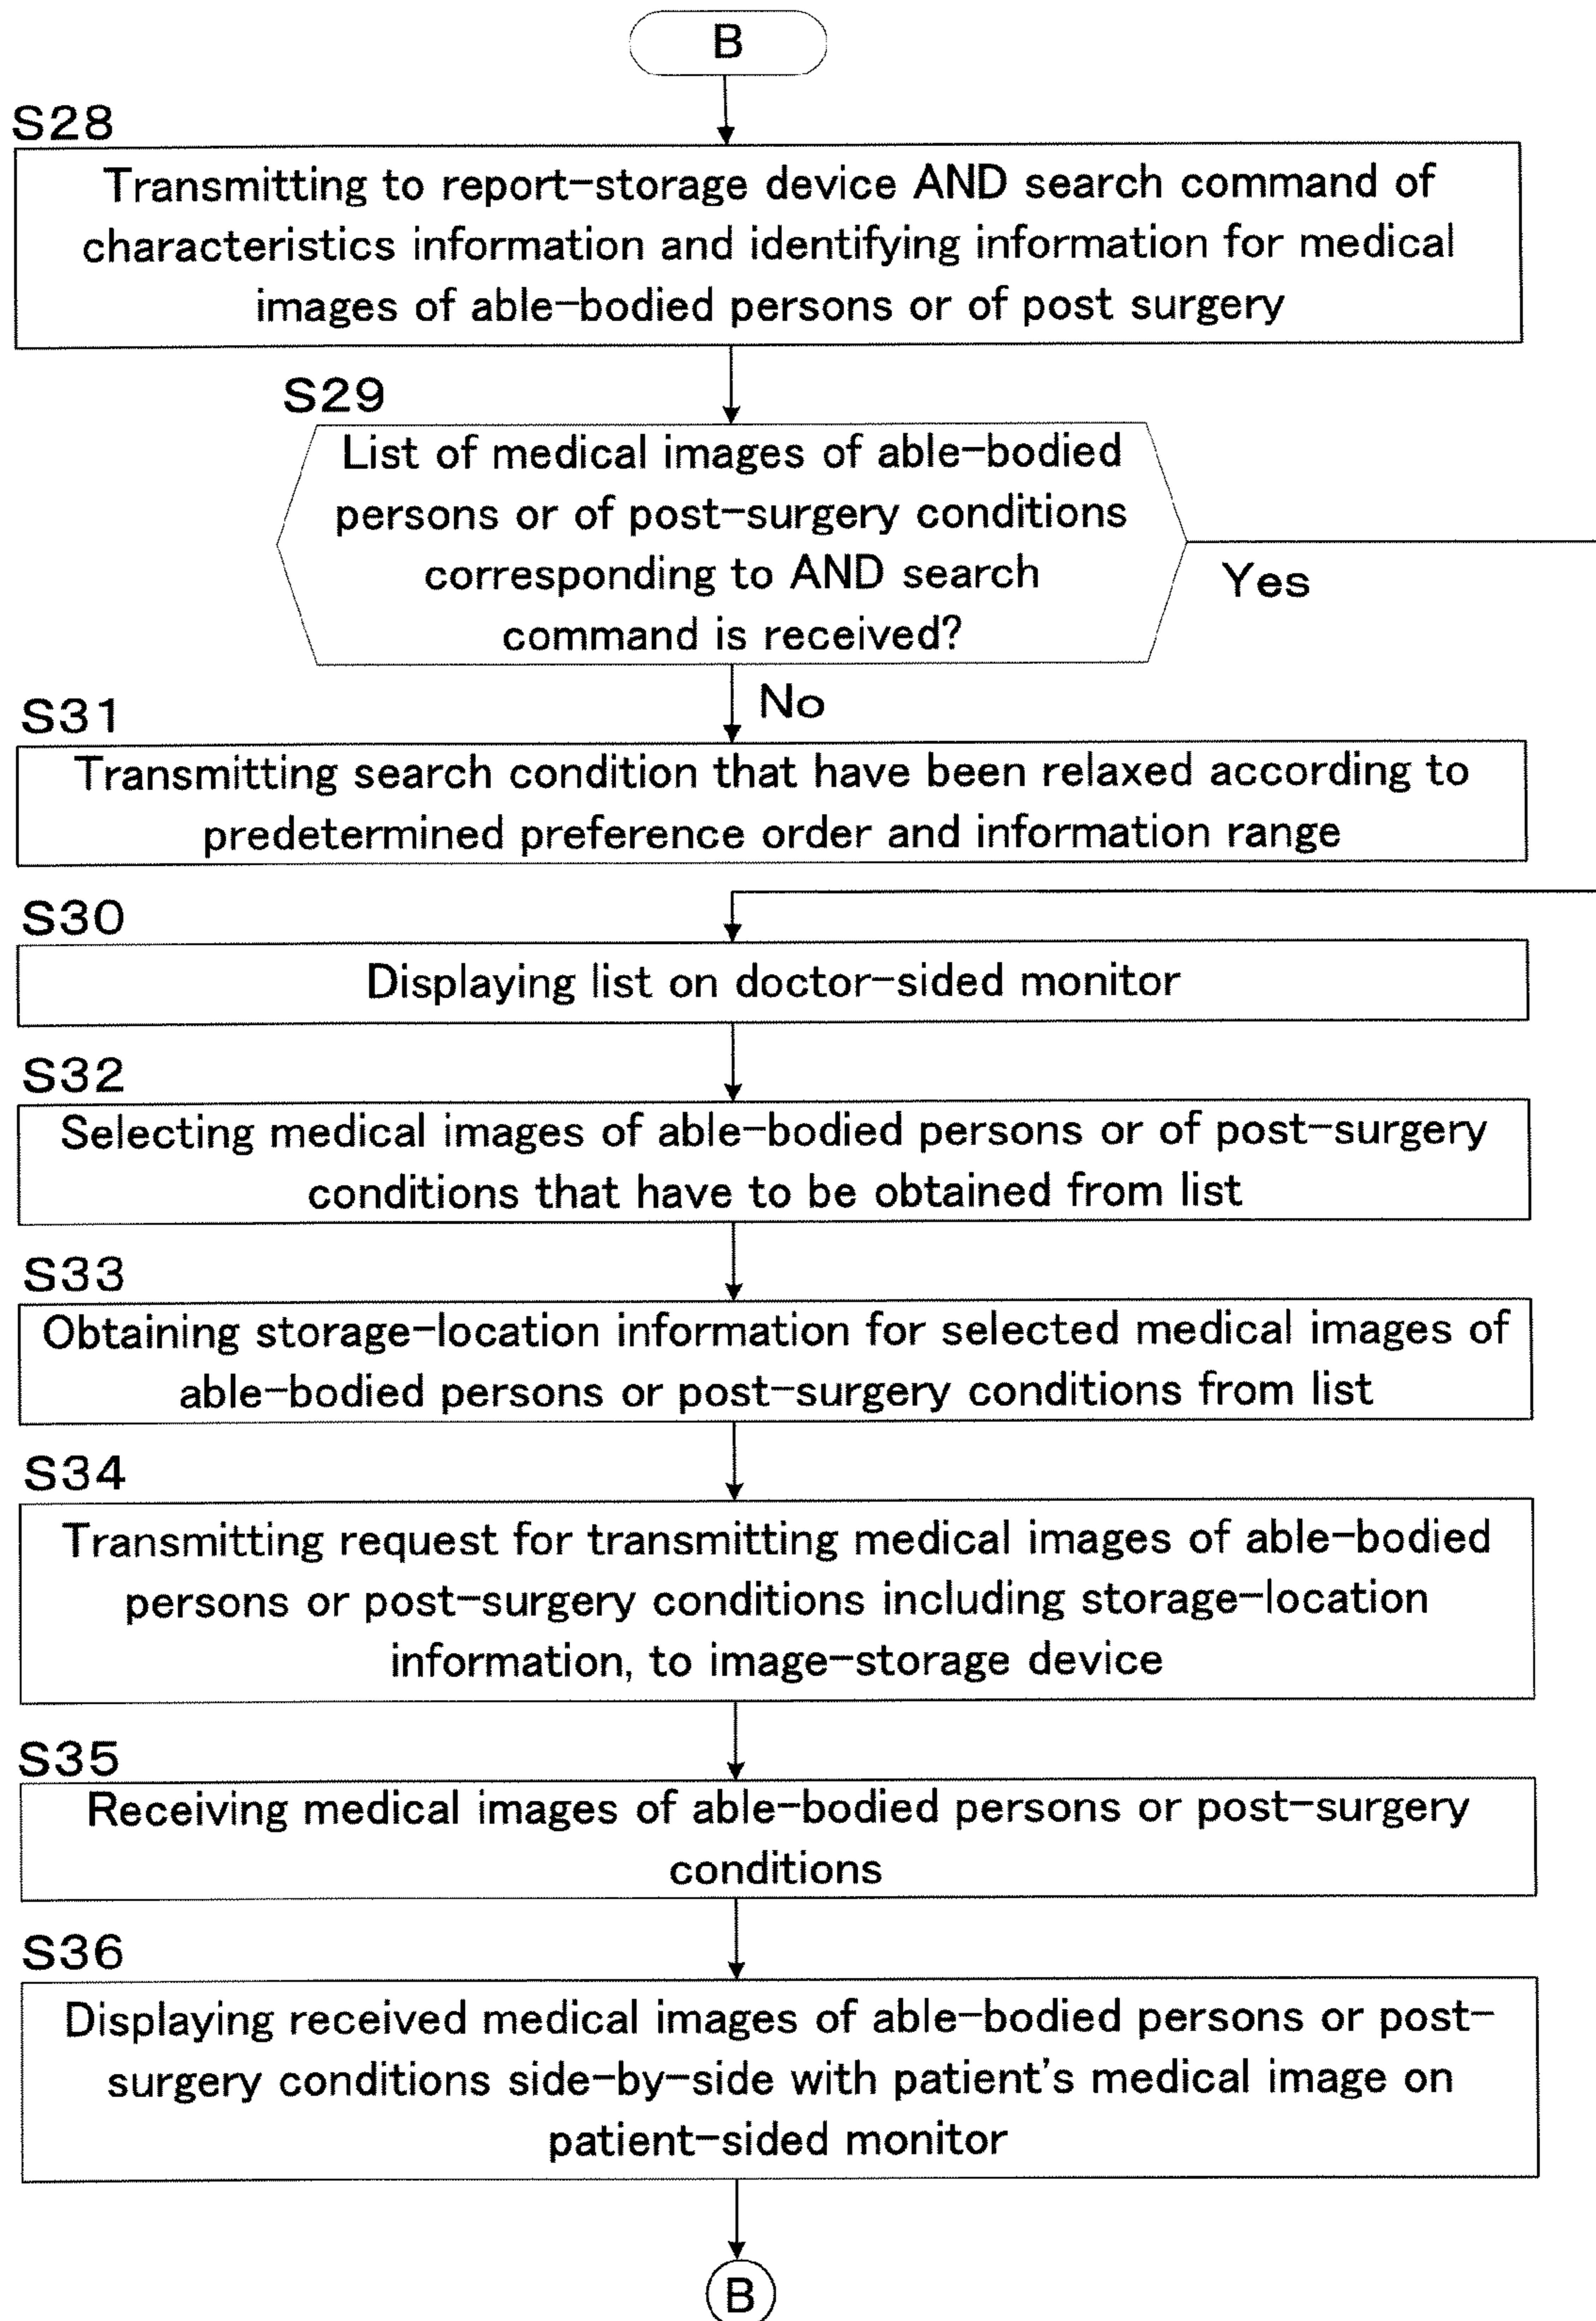 B
S28
Transmitting to report-storage device AND search command of
characteristics information and identifying information for medical
images of able-bodied persons or of post surgery
S29
List of medical images of able-bodied
persons or of post-surgery conditions
corresponding to AND search
command is received?
Yes
No
S31
Transmitting search condition that have been relaxed according to
predetermined preference order and information range
S30
Displaying list on doctor-sided monitor
S32
Selecting medical images of able-bodied persons or of post-surgery
conditions that have to be obtained from list
S33
Obtaining storage-location information for selected medical images of
able-bodied persons or post-surgery conditions from list
S34
Transmitting request for transmitting medical images of able-bodied
persons or post-surgery conditions including storage-location
information, to image-storage device
S35
Receiving medical images of able-bodied persons or post-surgery
conditions
S36
Displaying received medical images of able-bodied persons or post-
surgery conditions side-by-side with patient's medical image on
patient-sided monitor
B